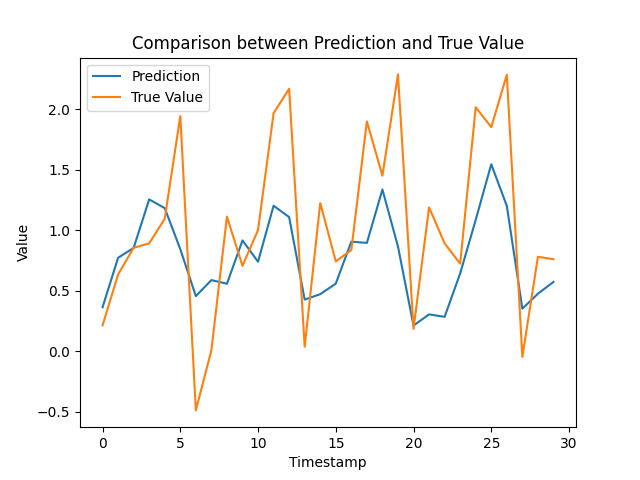 Comparison between Prediction and True Value
Prediction
True Value
2.0
1.5
1.0
0.5
0.0
−0.5
Value
0 5 10 15 20 25 30
Timestamp